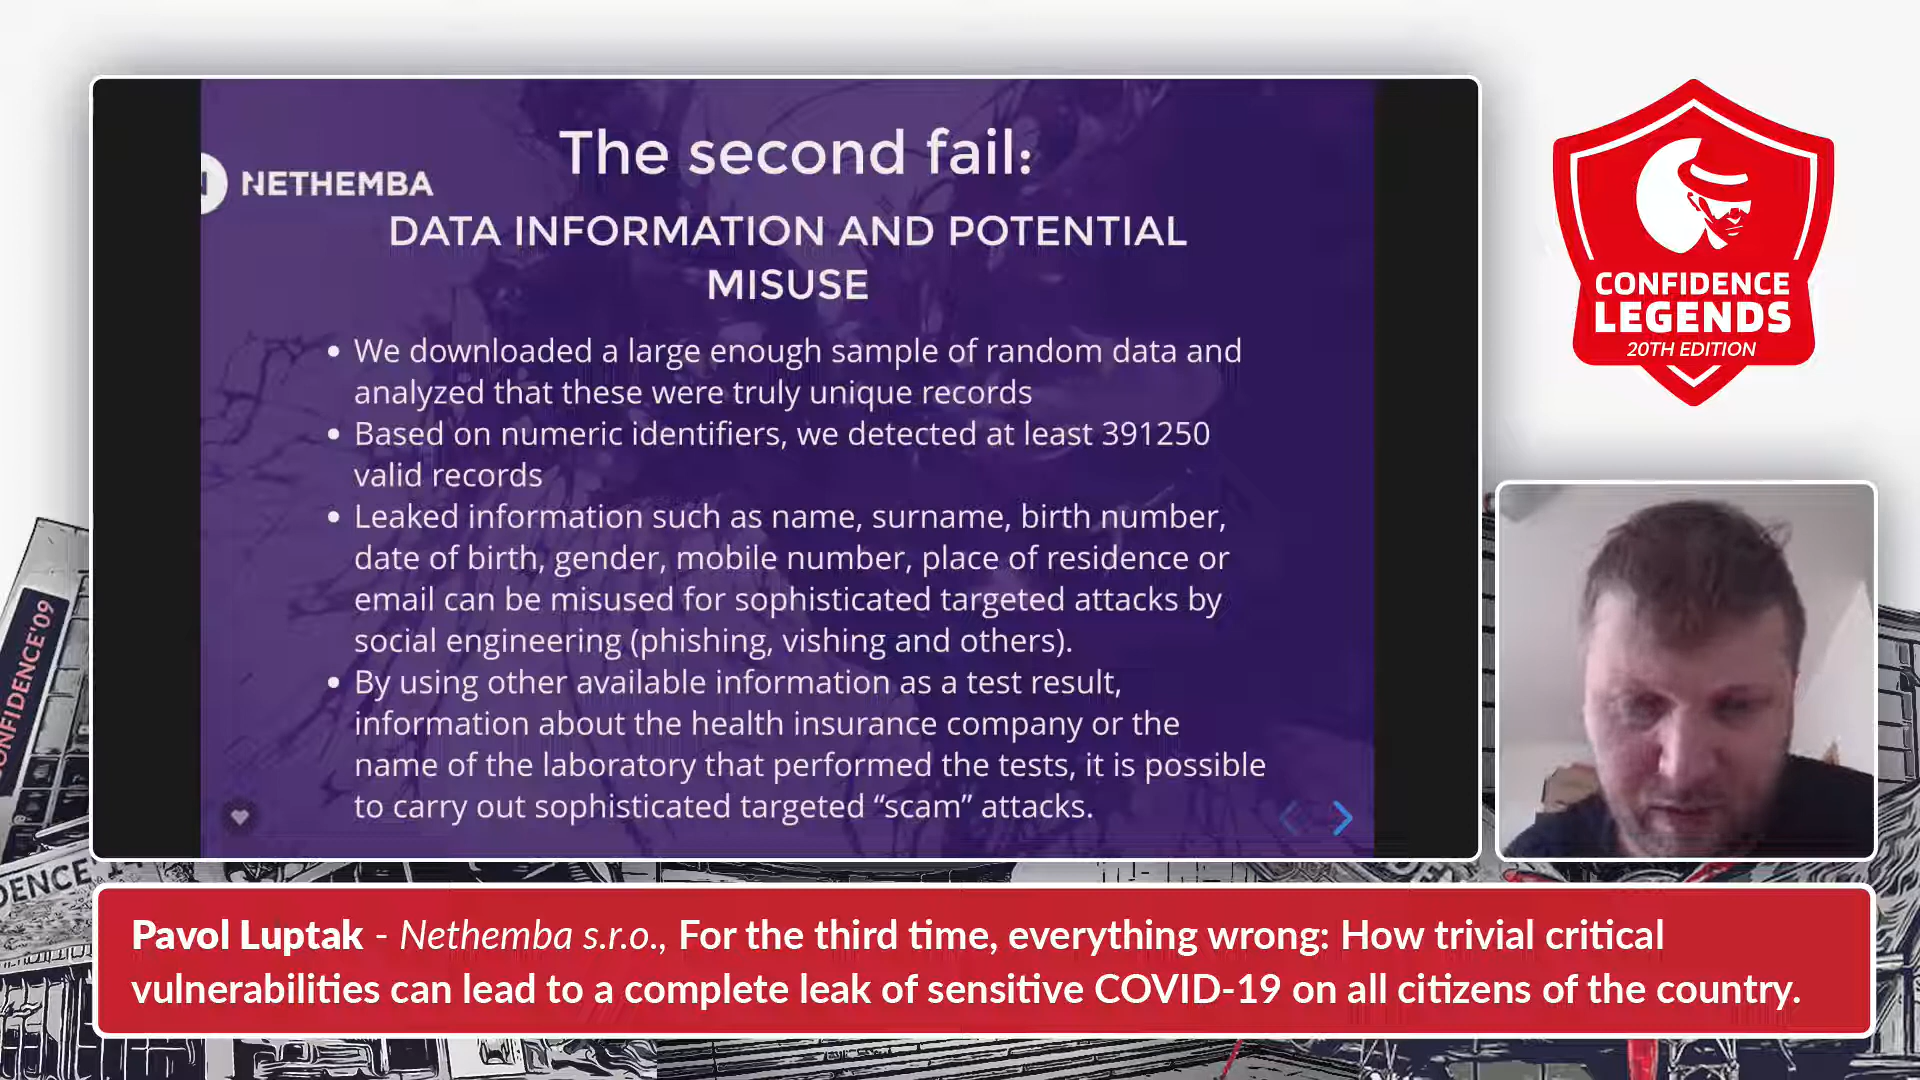 The second fail:
NETHEMBA
DATA INFORMATION AND POTENTIAL
MISUSE
• We downloaded a large enough sample of random data and
analyzed that these were truly unique records
• Based on numeric identifiers, we detected at least 391250
valid records
• Leaked information such as name, surname, birth number,
date of birth, gender, mobile number, place of residence or
email can be misused for sophisticated targeted attacks by
social engineering (phishing, vishing and others).
• By using other available information as a test result,
information about the health insurance company or the
name of the laboratory that performed the tests, it is possible
to carry out sophisticated targeted “scam” attacks.
CONFIDENCE
LEGENDS
20TH EDITION
CONFIDENCE'09
DENCE
Pavol Luptak - Nethemba s.r.o., For the third time, everything wrong: How trivial critical
vulnerabilities can lead to a complete leak of sensitive COVID-19 on all citizens of the country.